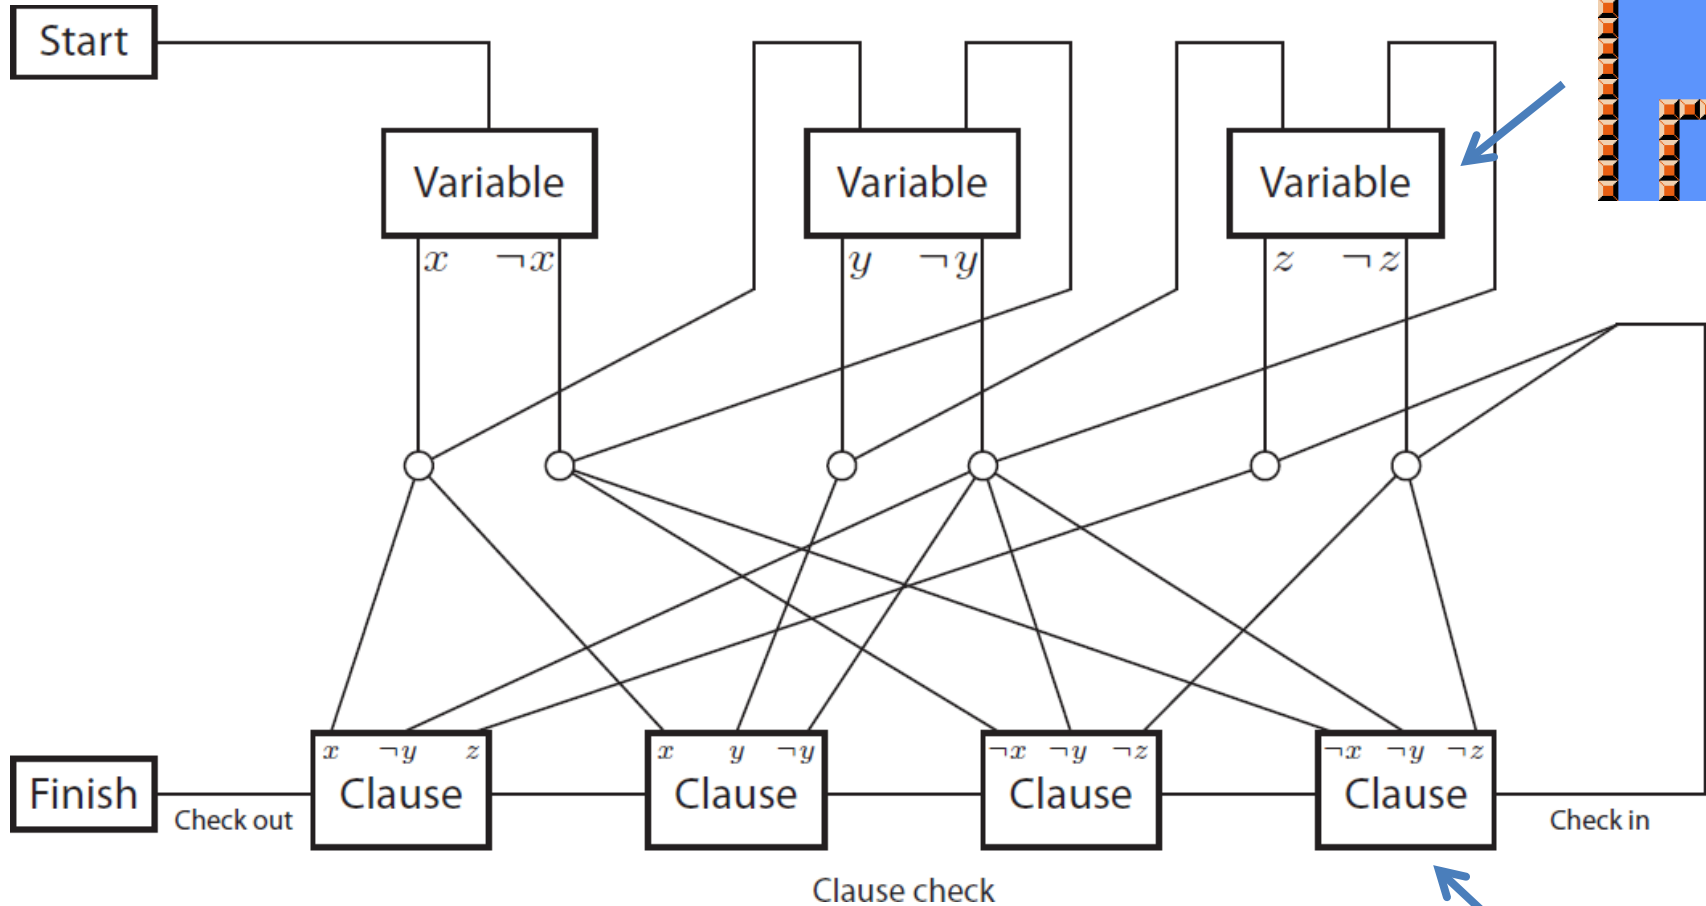 Start
Variable Variable Variable
x ¬x y ¬y z ¬z
x ¬y z x y ¬y ¬x ¬y ¬z ¬x ¬y ¬z
Finish Clause Clause Clause Clause
Check out Check in
Clause check